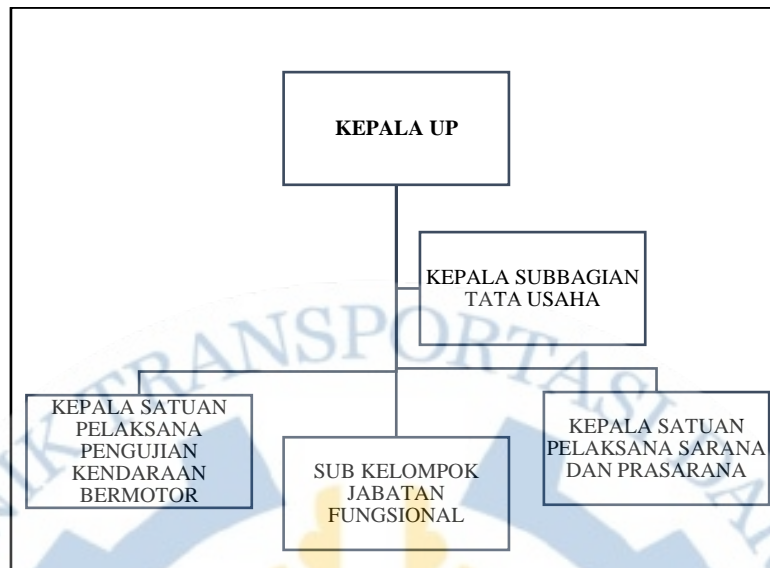 KEPALA UP
KEPALA SUBBAGIAN
TATA USAHA
KEPALA SATUAN
PELAKSANA
PENGUJIAN
KENDARAAN
BERMOTOR
SUB KELOMPOK
JABATAN
FUNGSIONAL
KEPALA SATUAN
PELAKSANA SARANA
DAN PRASARANA
TRANSPORTASI DAN